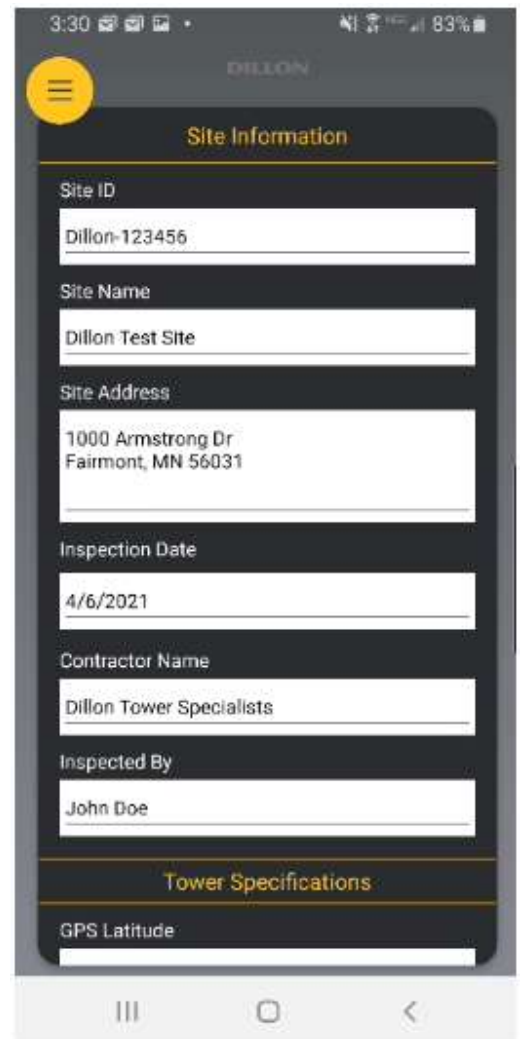 3:30
83%
DILLON
Site Information
Site ID
Dillon-123456
Site Name
Dillon Test Site
Site Address
1000 Armstrong Dr
Fairmont, MN 56031
Inspection Date
4/6/2021
Contractor Name
Dillon Tower Specialists
Inspected By
John Doe
Tower Specifications
GPS Latitude